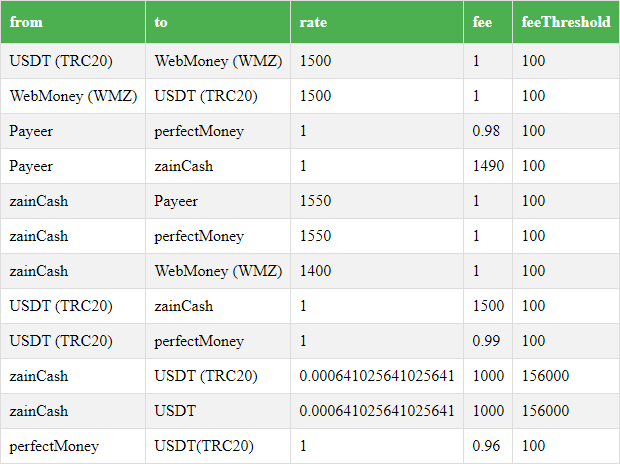 from to rate fee feeThreshold
USDT (TRC20) WebMoney (WMZ) 1500 1 100
WebMoney (WMZ) USDT (TRC20) 1500 1 100
Payeer perfectMoney 1 0.98 100
Payeer zainCash 1 1490 100
zainCash Payeer 1550 1 100
zainCash perfectMoney 1550 1 100
zainCash WebMoney (WMZ) 1400 1 100
USDT (TRC20) zainCash 1 1500 100
USDT (TRC20) perfectMoney 1 0.99 100
zainCash USDT (TRC20) 0.000641025641025641 1000 156000
zainCash USDT 0.000641025641025641 1000 156000
perfectMoney USDT(TRC20) 1 0.96 100